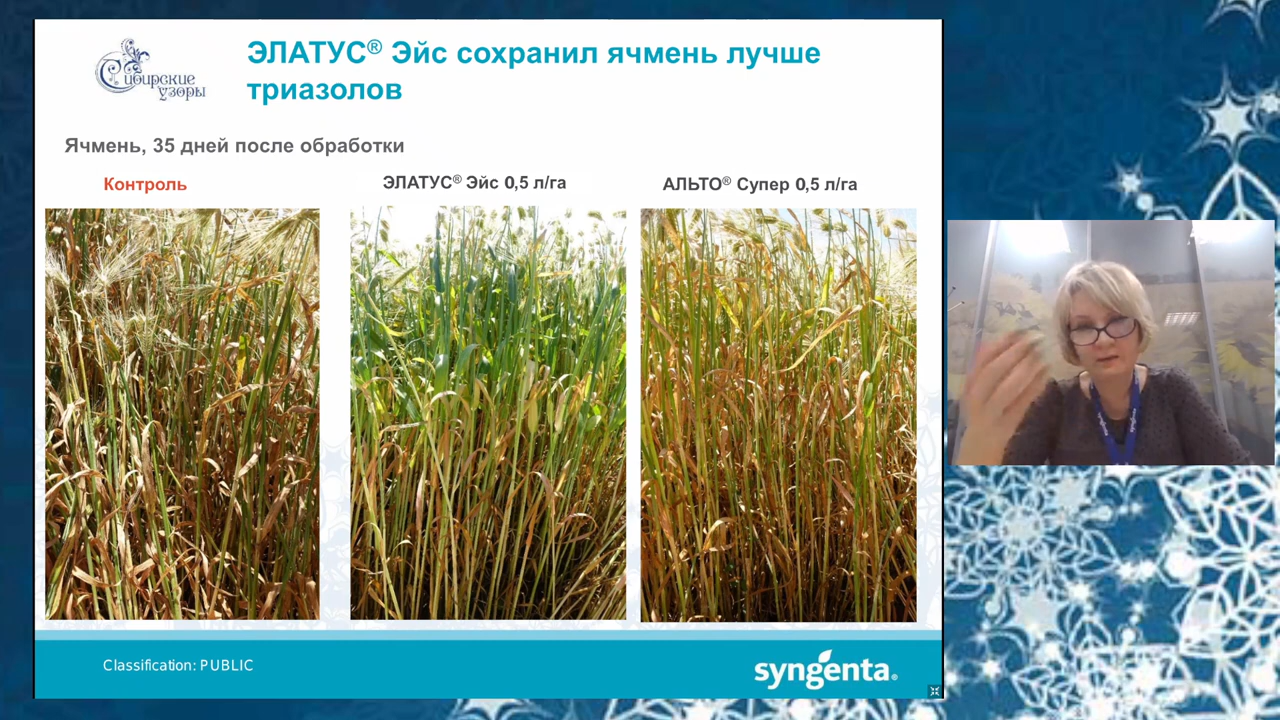 Сибирские
узоры
ЭЛАТУС® Эйс сохранил ячмень лучше
триазолов
Ячмень, 35 дней после обработки
Контроль
ЭЛАТУС® Эйс 0,5 л/га
АЛЬТО® Супер 0,5 л/га
Classification: PUBLIC
syngenta®